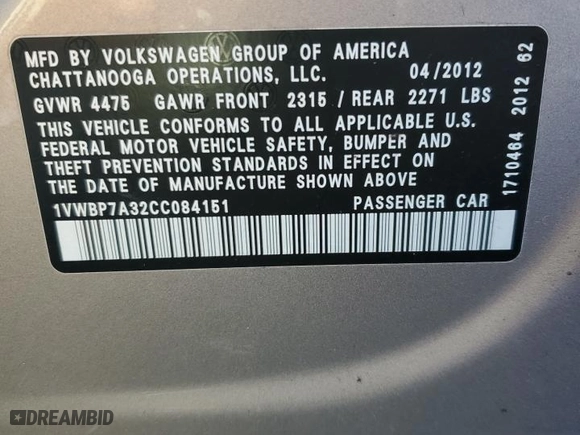 MFD BY VOLKSWAGEN GROUP OF AMERICA
CHATTANOOGA OPERATIONS, LLC. 04/2012
GVWR 4475 GAWR FRONT 2315 / REAR 2271 LBS
THIS VEHICLE CONFORMS TO ALL APPLICABLE U.S.
FEDERAL MOTOR VEHICLE SAFETY, BUMPER AND
THEFT PREVENTION STANDARDS IN EFFECT ON
THE DATE OF MANUFACTURE SHOWN ABOVE
1VWBP7A32CC084151 PASSENGER CAR
1710464 2012 62
DREAMBID